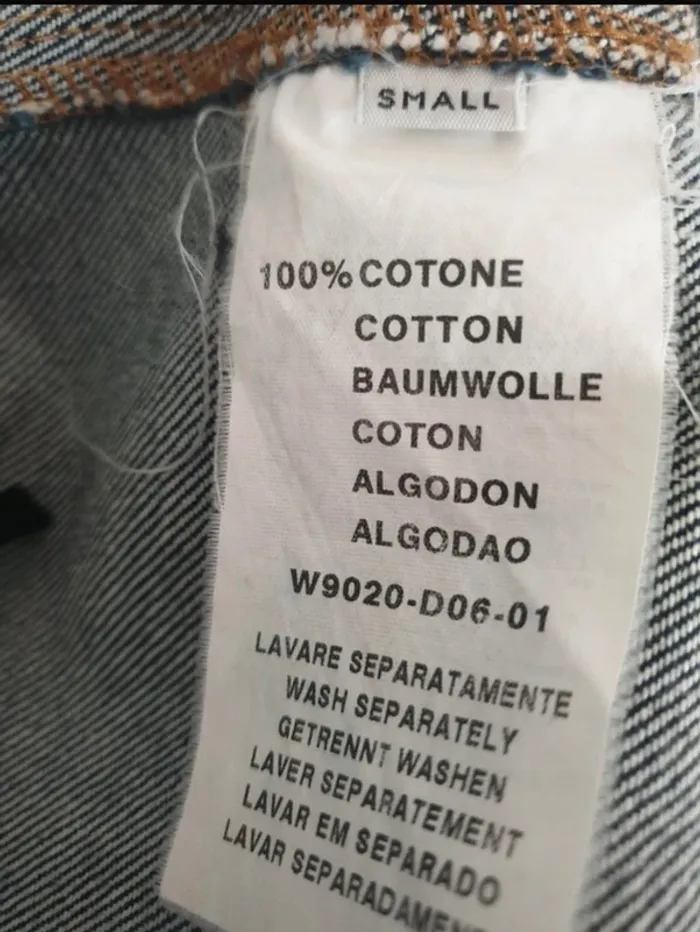 SMALL
100% COTONE
COTTON
BAUMWOLLE
COTON
ALGODON
ALGODAO
W9020-D06-01
LAVARE SEPARATAMENTE
WASH SEPARATELY
GETRENNT WASHEN
LAVER SEPARATEMENT
LAVAR EM SEPARADO
LAVAR